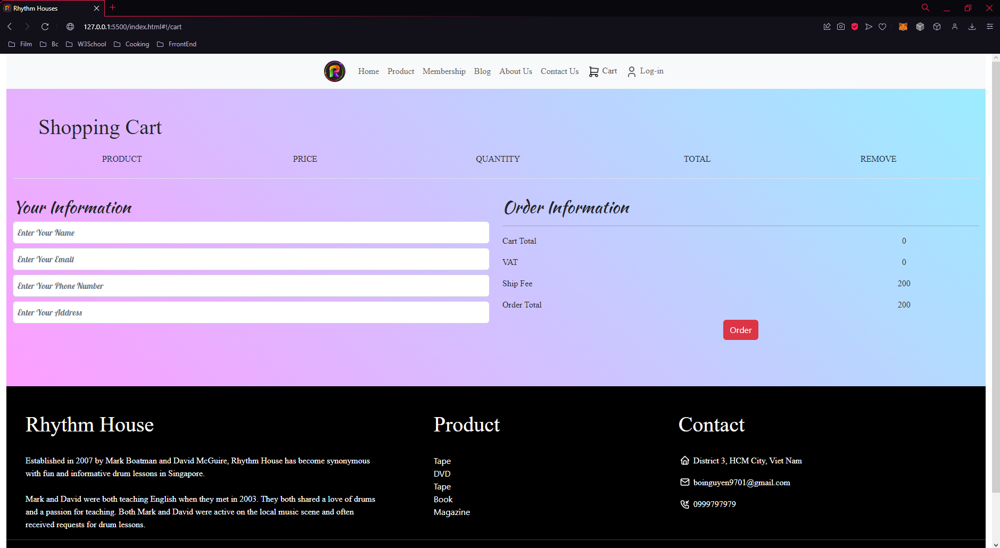 Rhythm Houses
127.0.0.1:5500/index.html#!/cart
Film Bc W3School Cooking FrrontEnd
Home Product Membership Blog About Us Contact Us Cart Log-in
Shopping Cart
PRODUCT PRICE QUANTITY TOTAL REMOVE
Your Information
Enter Your Name
Enter Your Email
Enter Your Phone Number
Enter Your Address
Order Information
Cart Total 0
VAT 0
Ship Fee 200
Order Total 200
Order
Rhythm House
Established in 2007 by Mark Boatman and David McGuire, Rhythm House has become synonymous
with fun and informative drum lessons in Singapore.
Mark and David were both teaching English when they met in 2003. They both shared a love of drums
and a passion for teaching. Both Mark and David were active on the local music scene and often
received requests for drum lessons.
Product
Tape
DVD
Tape
Book
Magazine
Contact
District 3, HCM City, Viet Nam
boinguyen9701@gmail.com
0999797979